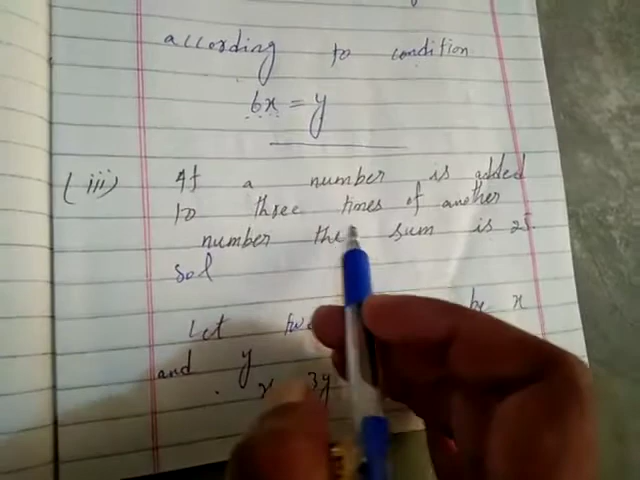 according to condition
6x = y
(iii) If a number is added
to three times of another
number the sum is 25.
sol
Let by x
and y
x 3y